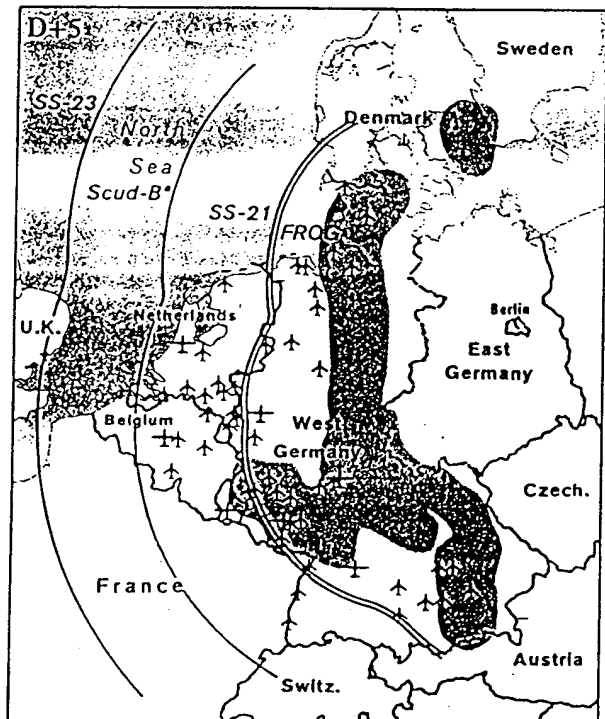 D+5
Sweden
SS-23
Denmark
North
Sea
Scud-B*
SS-21
FROG
U.K.
Netherlands
Berlin
East
Germany
Belgium
West
Germany
Czech.
France
Switz.
Austria